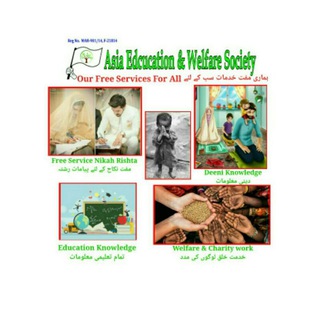 Asia Edcucation & Welfare Society
Our Free Services For All ہماری مفت خدمات سب کے لئے
Free Service Nikah Rishta
مفت نکاح کے لئے پیامات رشتہ
Deeni Knowledge
دینی معلومات
Education Knowledge
تمام تعلیمی معلومات
Welfare & Charity work
خدمت خلق لوگوں کی مدد